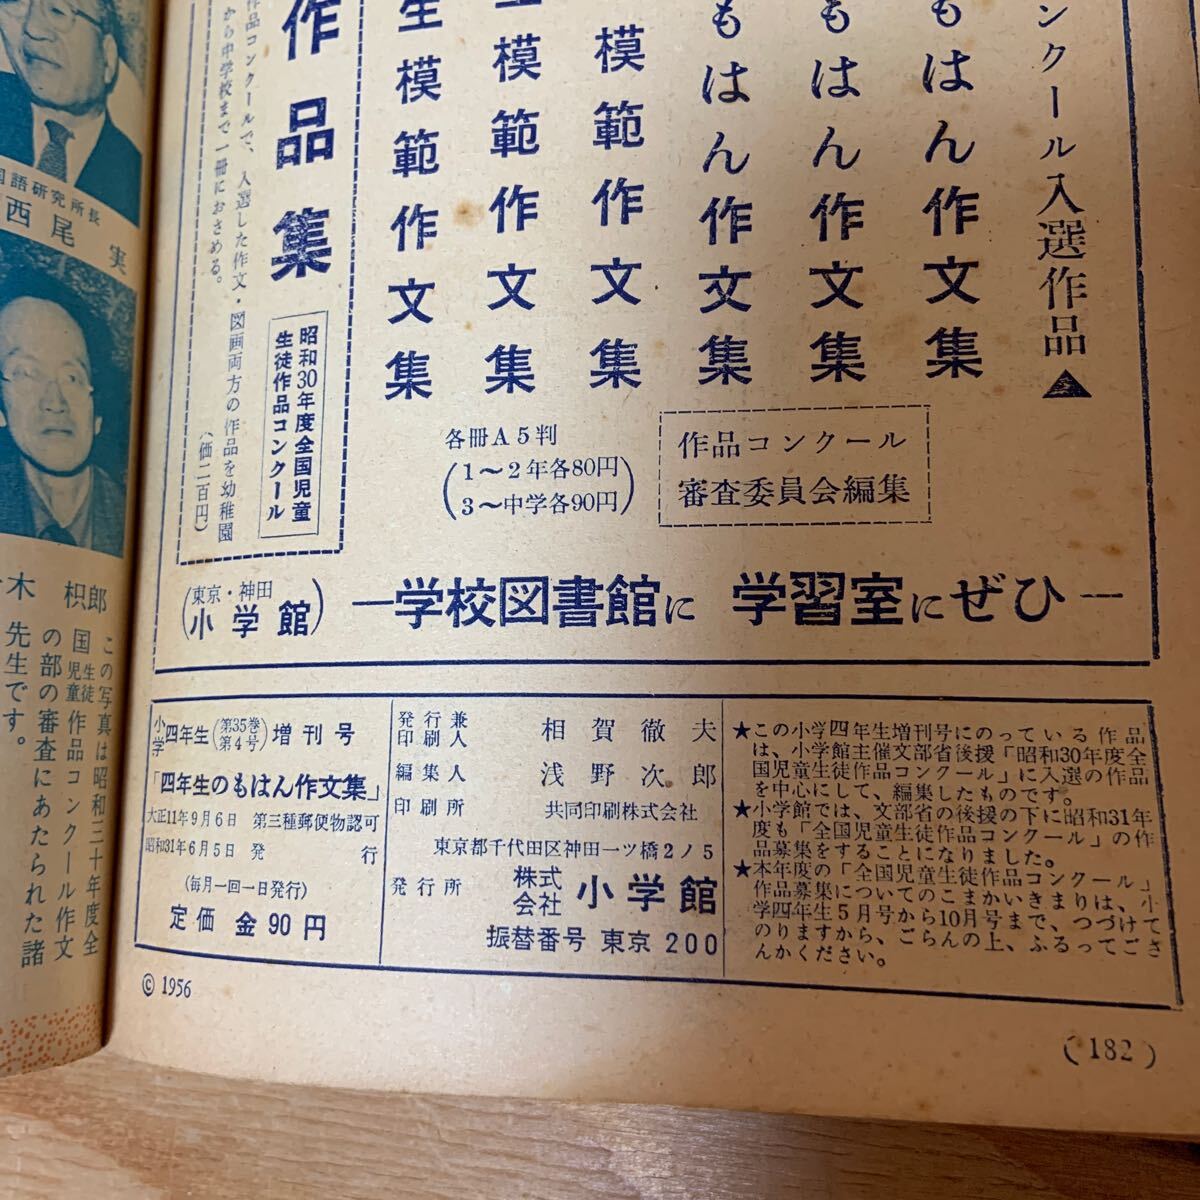 ンクール入選作品▲
もはん作文集
もはん作文集
もはん作文集
模範作文集
模範作文集
生模範作文集
作品コンクール
審査委員会編集
各冊A5判
(1～2年各80円
3～中学各90円)
作品集
昭和30年度全国児童
生徒作品コンクール
作品コンクールで、入選した作文・図画両方の作品を幼稚園
から中学校まで一冊におさめる。
(価二百円)
―学校図書館に 学習室にぜひ―
(東京・神田
小学館)
小学四年生(第35巻第4号)増刊号
「四年生のもはん作文集」
大正11年9月6日 第三種郵便物認可
昭和31年6月5日 発行
(毎月一回一日発行)
定価 金90円
発行兼印刷人 相賀徹夫
編集人 浅野次郎
印刷所 共同印刷株式会社
東京都千代田区神田一ツ橋2ノ5
発行所 株式会社 小学館
振替番号 東京 200
★この小学四年生増刊号にのっている作品
は、小学館主催文部省後援「昭和30年度全
国児童生徒作品コンクール」に入選の作品
を中心にして、編集したものです。
★小学館では、文部省の後援の下に昭和31年
度も「全国児童生徒作品コンクール」の作
品募集をすることになりました。
★本年度の「全国児童生徒作品コンクール」
作品募集についてのこまかいきまりは、小
学四年生5月号から10月号まで、つづけて
のりますから、ごらんの上、ふるってござ
んかください。
© 1956
(182)
国語研究所長
西尾 実
木 枳郎
この写真は昭和三十年度全
国児童生徒作品コンクール作文
の部の審査にあたられた諸
先生です。